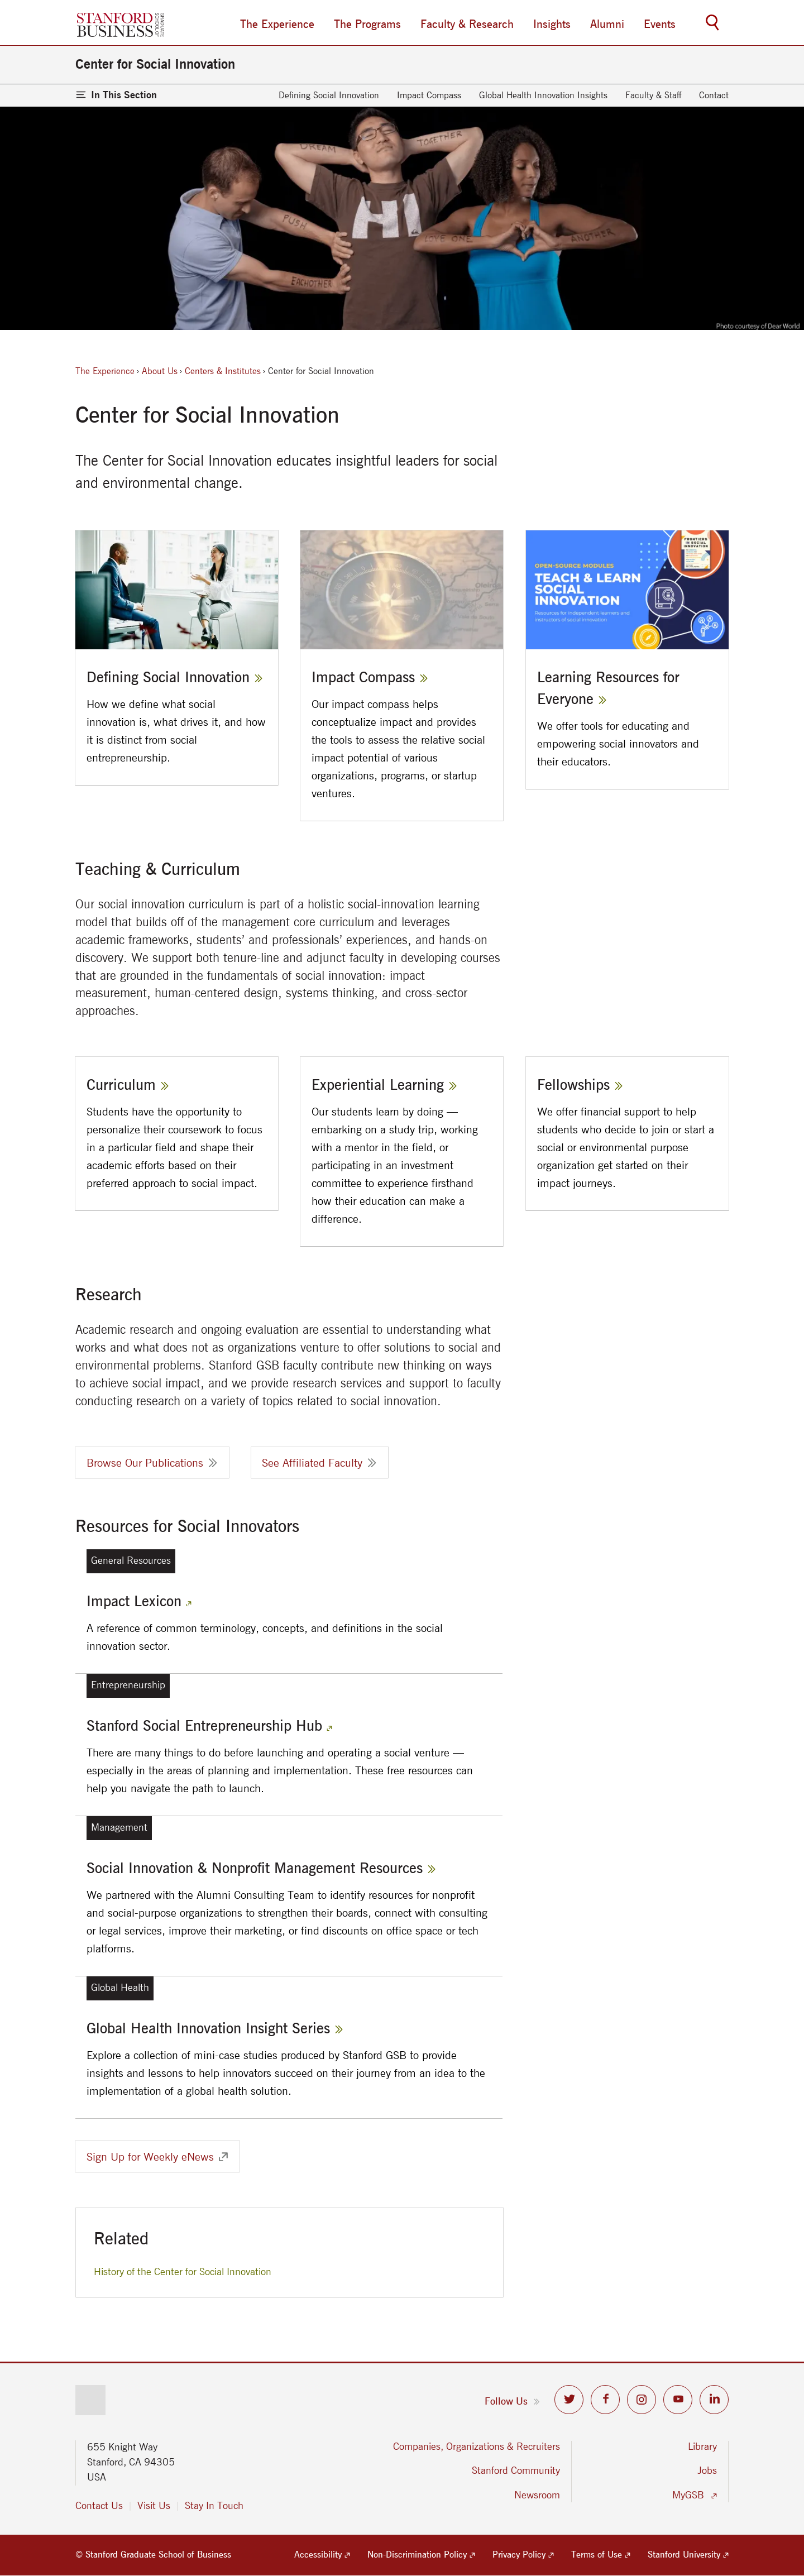 STANFORD
BUSINESS
GRADUATE
SCHOOL OF
The Experience
The Programs
Faculty & Research
Insights
Alumni
Events
Center for Social Innovation
In This Section
Defining Social Innovation
Impact Compass
Global Health Innovation Insights
Faculty & Staff
Contact
PUSH
HUMAN
H
LOVE ONE
ANOTHER
Photo courtesy of Dear World
The Experience › About Us › Centers & Institutes › Center for Social Innovation
Center for Social Innovation
The Center for Social Innovation educates insightful leaders for social
and environmental change.
Defining Social Innovation
How we define what social
innovation is, what drives it, and how
it is distinct from social
entrepreneurship.
Impact Compass
Our impact compass helps
conceptualize impact and provides
the tools to assess the relative social
impact potential of various
organizations, programs, or startup
ventures.
FRONTIERS
IN SOCIAL
INNOVATION
OPEN-SOURCE MODULES
TEACH & LEARN
SOCIAL
INNOVATION
Resources for independent learners and
instructors of social innovation
Learning Resources for
Everyone
We offer tools for educating and
empowering social innovators and
their educators.
Teaching & Curriculum
Our social innovation curriculum is part of a holistic social-innovation learning
model that builds off of the management core curriculum and leverages
academic frameworks, students’ and professionals’ experiences, and hands-on
discovery. We support both tenure-line and adjunct faculty in developing courses
that are grounded in the fundamentals of social innovation: impact
measurement, human-centered design, systems thinking, and cross-sector
approaches.
Curriculum
Students have the opportunity to
personalize their coursework to focus
in a particular field and shape their
academic efforts based on their
preferred approach to social impact.
Experiential Learning
Our students learn by doing —
embarking on a study trip, working
with a mentor in the field, or
participating in an investment
committee to experience firsthand
how their education can make a
difference.
Fellowships
We offer financial support to help
students who decide to join or start a
social or environmental purpose
organization get started on their
impact journeys.
Research
Academic research and ongoing evaluation are essential to understanding what
works and what does not as organizations venture to offer solutions to social and
environmental problems. Stanford GSB faculty contribute new thinking on ways
to achieve social impact, and we provide research services and support to faculty
conducting research on a variety of topics related to social innovation.
Browse Our Publications
See Affiliated Faculty
Resources for Social Innovators
General Resources
Impact Lexicon
A reference of common terminology, concepts, and definitions in the social
innovation sector.
Entrepreneurship
Stanford Social Entrepreneurship Hub
There are many things to do before launching and operating a social venture —
especially in the areas of planning and implementation. These free resources can
help you navigate the path to launch.
Management
Social Innovation & Nonprofit Management Resources
We partnered with the Alumni Consulting Team to identify resources for nonprofit
and social-purpose organizations to strengthen their boards, connect with consulting
or legal services, improve their marketing, or find discounts on office space or tech
platforms.
Global Health
Global Health Innovation Insight Series
Explore a collection of mini-case studies produced by Stanford GSB to provide
insights and lessons to help innovators succeed on their journey from an idea to the
implementation of a global health solution.
Sign Up for Weekly eNews
Related
History of the Center for Social Innovation
Follow Us
655 Knight Way
Stanford, CA 94305
USA
Contact Us
Visit Us
Stay In Touch
Companies, Organizations & Recruiters
Stanford Community
Newsroom
Library
Jobs
MyGSB
© Stanford Graduate School of Business
Accessibility
Non-Discrimination Policy
Privacy Policy
Terms of Use
Stanford University